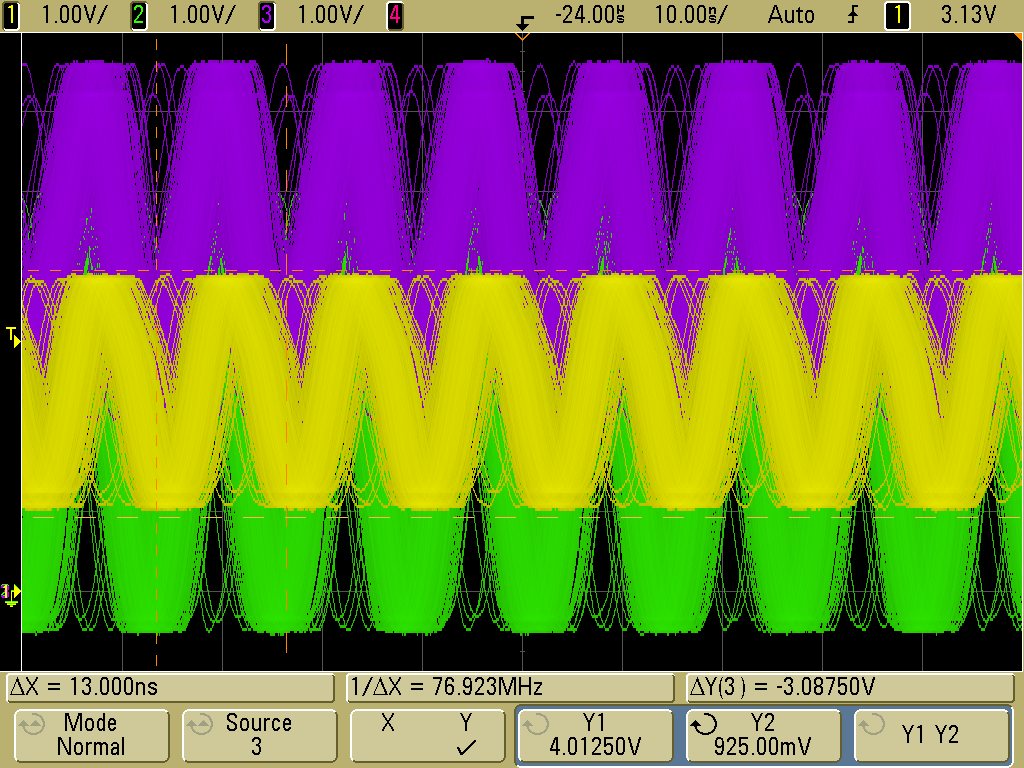 1 1.00V/ 2 1.00V/ 3 1.00V/ 4 -24.00㎲ 10.00㎱/ Auto 1 3.13V
T
ΔX = 13.000ns 1/ΔX = 76.923MHz ΔY(3) = -3.08750V
Mode Source X Y Y1 Y2 Y1 Y2
Normal 3 4.01250V 925.00mV